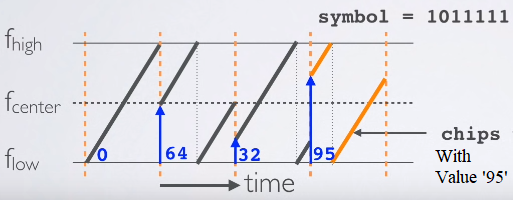 symbol = 1011111
fhigh
fcenter
flow
0
64
32
95
chips
With
Value '95'
time